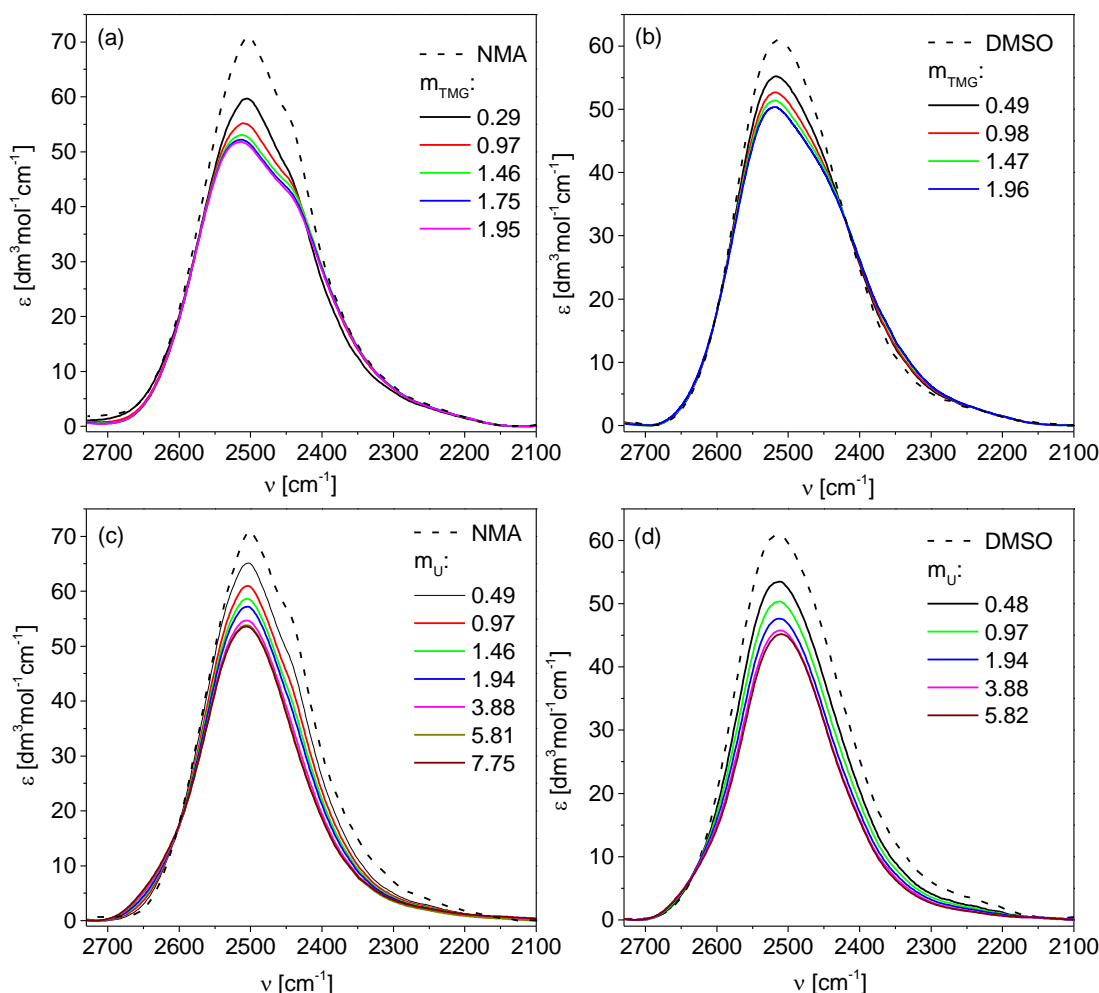 (a)
NMA
m_TMG:
0.29
0.97
1.46
1.75
1.95
ε [dm³mol⁻¹cm⁻¹]
70
60
50
40
30
20
10
0
2700 2600 2500 2400 2300 2200 2100
ν [cm⁻¹]
(b)
DMSO
m_TMG:
0.49
0.98
1.47
1.96
ε [dm³mol⁻¹cm⁻¹]
60
50
40
30
20
10
0
2700 2600 2500 2400 2300 2200 2100
ν [cm⁻¹]
(c)
NMA
m_U:
0.49
0.97
1.46
1.94
3.88
5.81
7.75
ε [dm³mol⁻¹cm⁻¹]
70
60
50
40
30
20
10
0
2700 2600 2500 2400 2300 2200 2100
ν [cm⁻¹]
(d)
DMSO
m_U:
0.48
0.97
1.94
3.88
5.82
ε [dm³mol⁻¹cm⁻¹]
60
50
40
30
20
10
0
2700 2600 2500 2400 2300 2200 2100
ν [cm⁻¹]